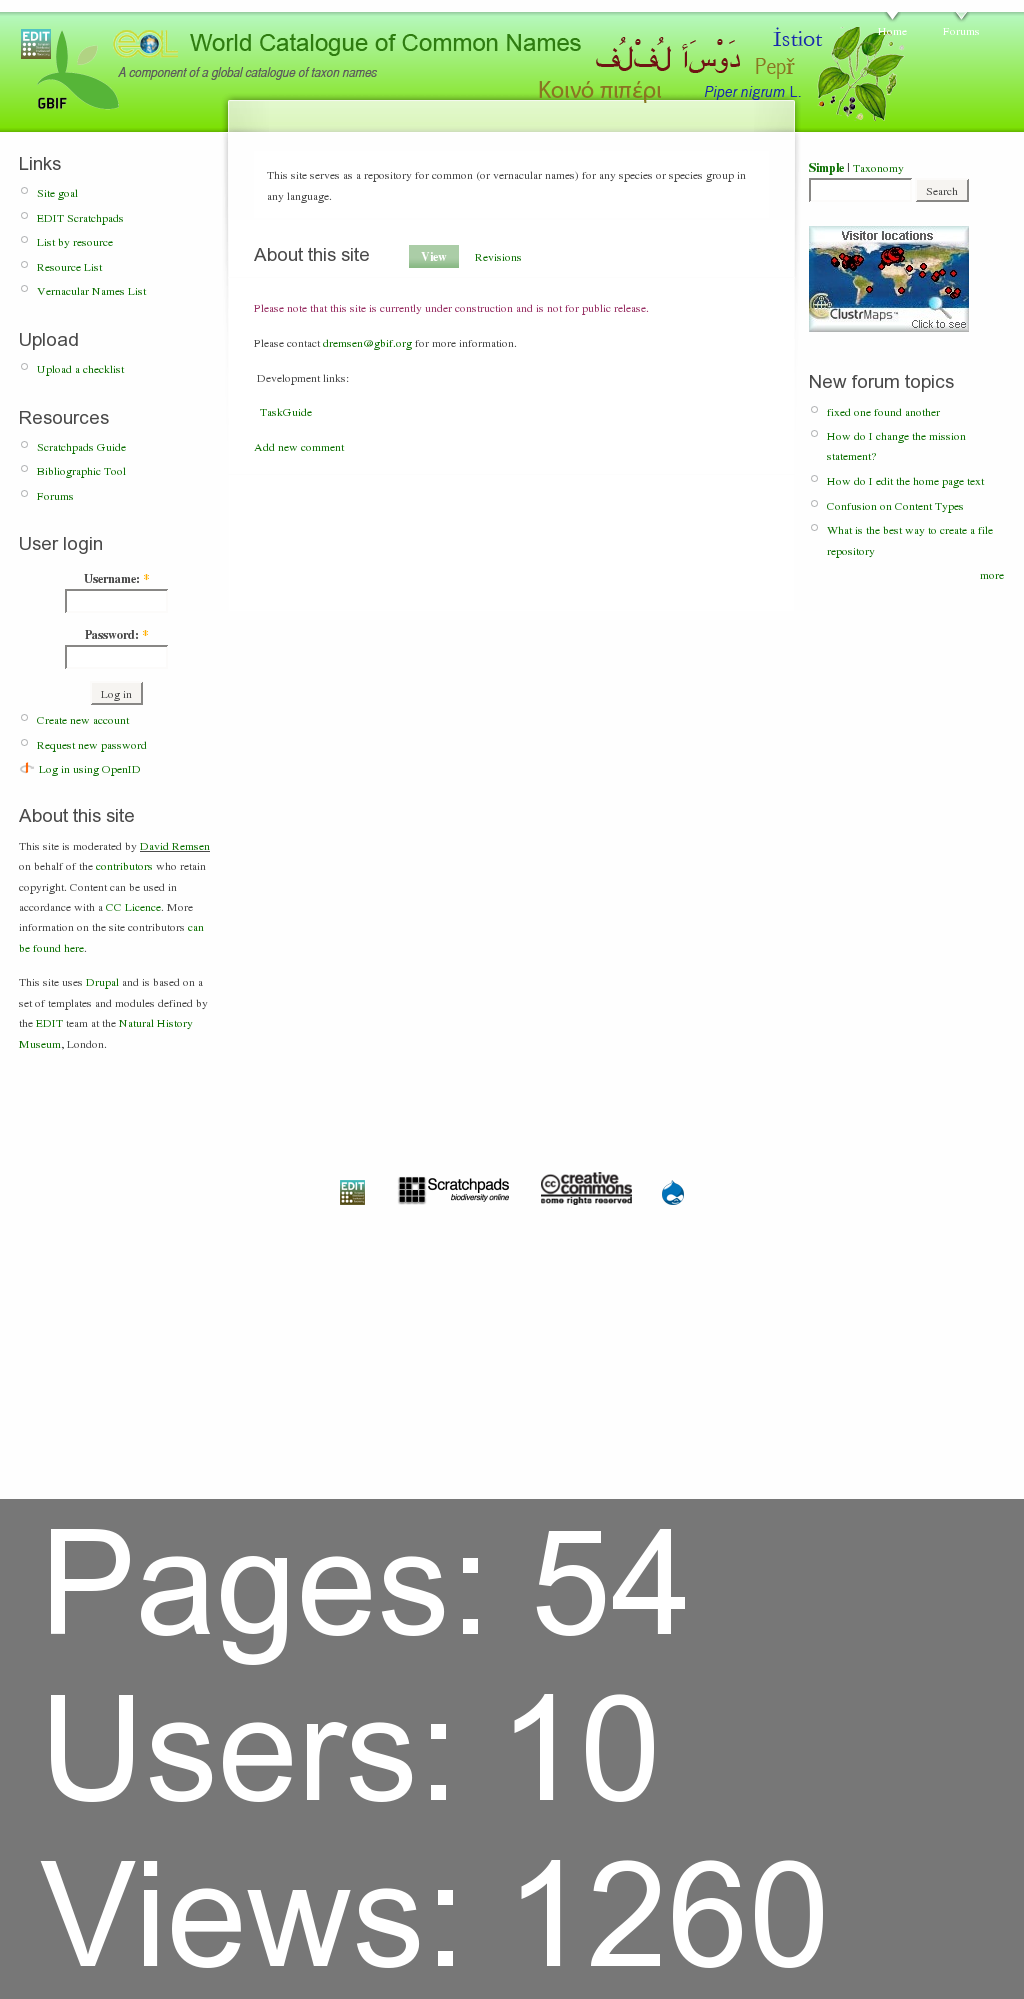 Home
Forums
EDIT
GBIF
eol
World Catalogue of Common Names
A component of a global catalogue of taxon names
İstiot
Pepř
Κοινό πιπέρι
Piper nigrum L.
Links
Site goal
EDIT Scratchpads
List by resource
Resource List
Vernacular Names List
Upload
Upload a checklist
Resources
Scratchpads Guide
Bibliographic Tool
Forums
User login
Username: *
Password: *
Log in
Create new account
Request new password
Log in using OpenID
About this site
This site is moderated by David Remsen
on behalf of the contributors who retain
copyright. Content can be used in
accordance with a CC Licence. More
information on the site contributors can
be found here.
This site uses Drupal and is based on a
set of templates and modules defined by
the EDIT team at the Natural History
Museum, London.
This site serves as a repository for common (or vernacular names) for any species or species group in
any language.
About this site
View
Revisions
Please note that this site is currently under construction and is not for public release.
Please contact dremsen@gbif.org for more information.
Development links:
TaskGuide
Add new comment
Simple | Taxonomy
Search
Visitor locations
ClustrMaps™
Click to see
New forum topics
fixed one found another
How do I change the mission
statement?
How do I edit the home page text
Confusion on Content Types
What is the best way to create a file
repository
more
EDIT
Scratchpads
biodiversity online
cc creative
commons
some rights reserved
Pages: 54
Users: 10
Views: 1260